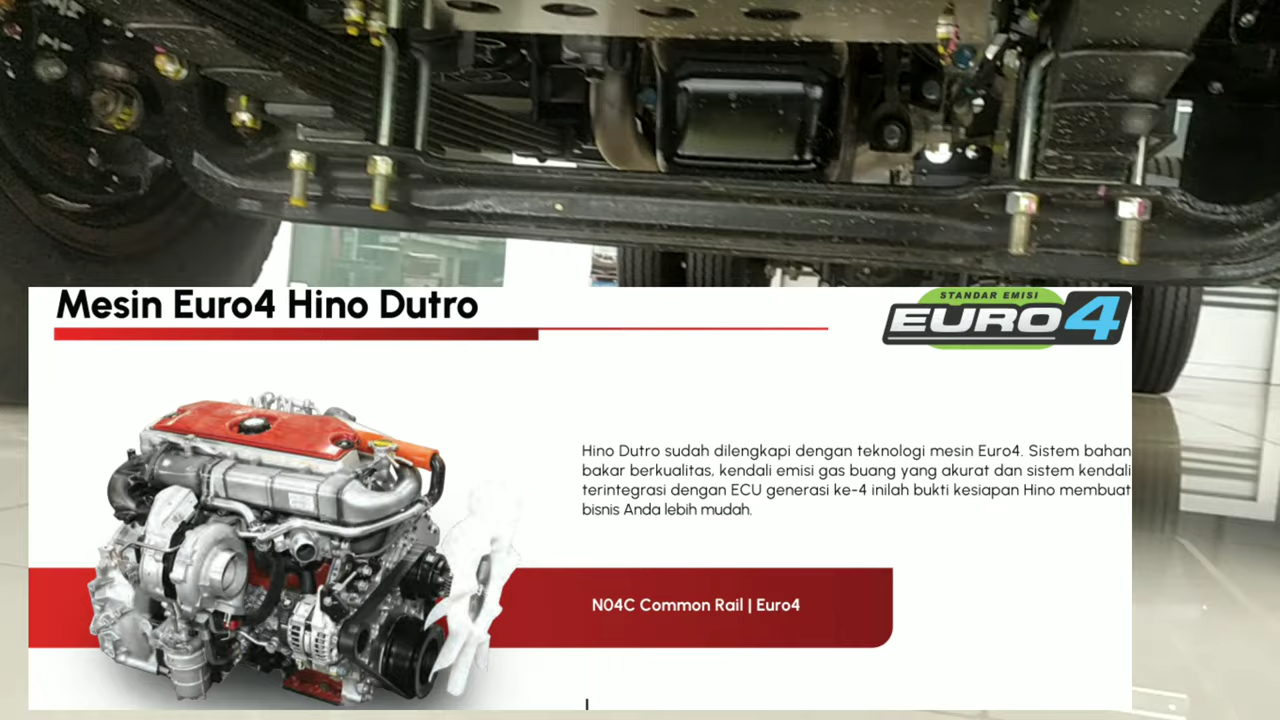 Mesin Euro4 Hino Dutro
STANDAR EMISI
EURO4
Hino Dutro sudah dilengkapi dengan teknologi mesin Euro4. Sistem bahan
bakar berkualitas, kendali emisi gas buang yang akurat dan sistem kendali
terintegrasi dengan ECU generasi ke-4 inilah bukti kesiapan Hino membuat
bisnis Anda lebih mudah.
N04C Common Rail | Euro4